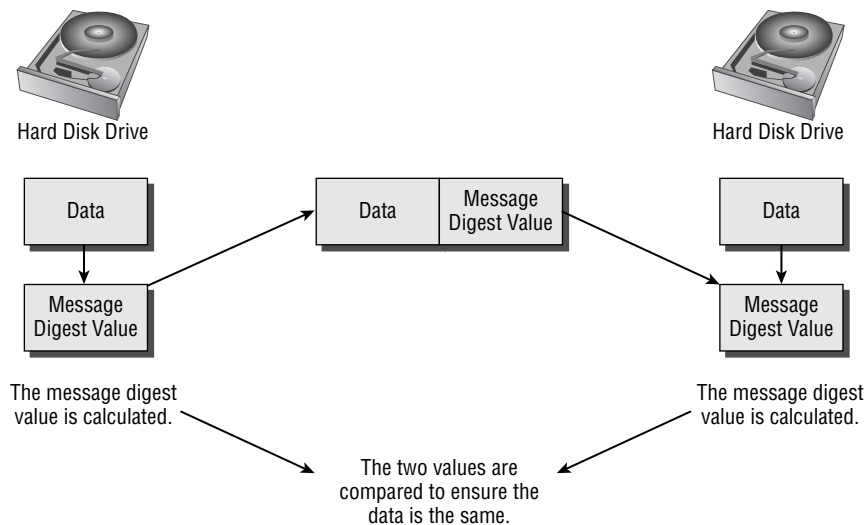 Hard Disk Drive
Hard Disk Drive
Data
Data
Message
Digest Value
Data
Message
Digest Value
Message
Digest Value
The message digest
value is calculated.
The message digest
value is calculated.
The two values are
compared to ensure the
data is the same.